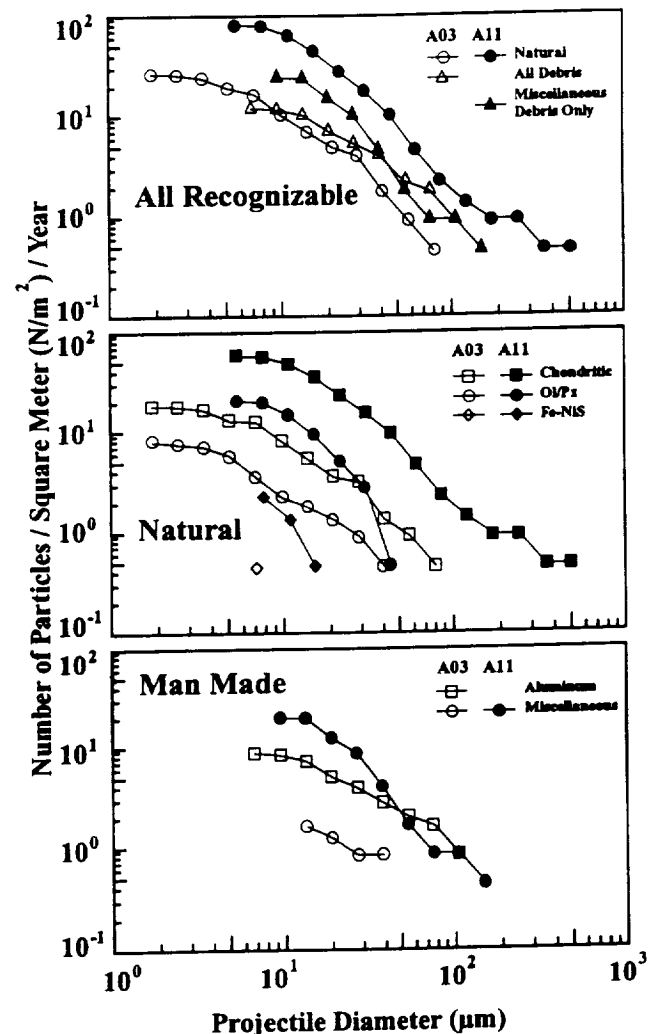 Number of Particles / Square Meter (N/m²) / Year
10²
10¹
10⁰
10⁻¹
A03 A11
Natural
All Debris
Miscellaneous
Debris Only
All Recognizable
10²
10¹
10⁰
10⁻¹
A03 A11
Chondritic
Ol/Px
Fe-NiS
Natural
10²
10¹
10⁰
10⁻¹
Man Made
A03 A11
Aluminum
Miscellaneous
10⁰ 10¹ 10² 10³
Projectile Diameter (µm)